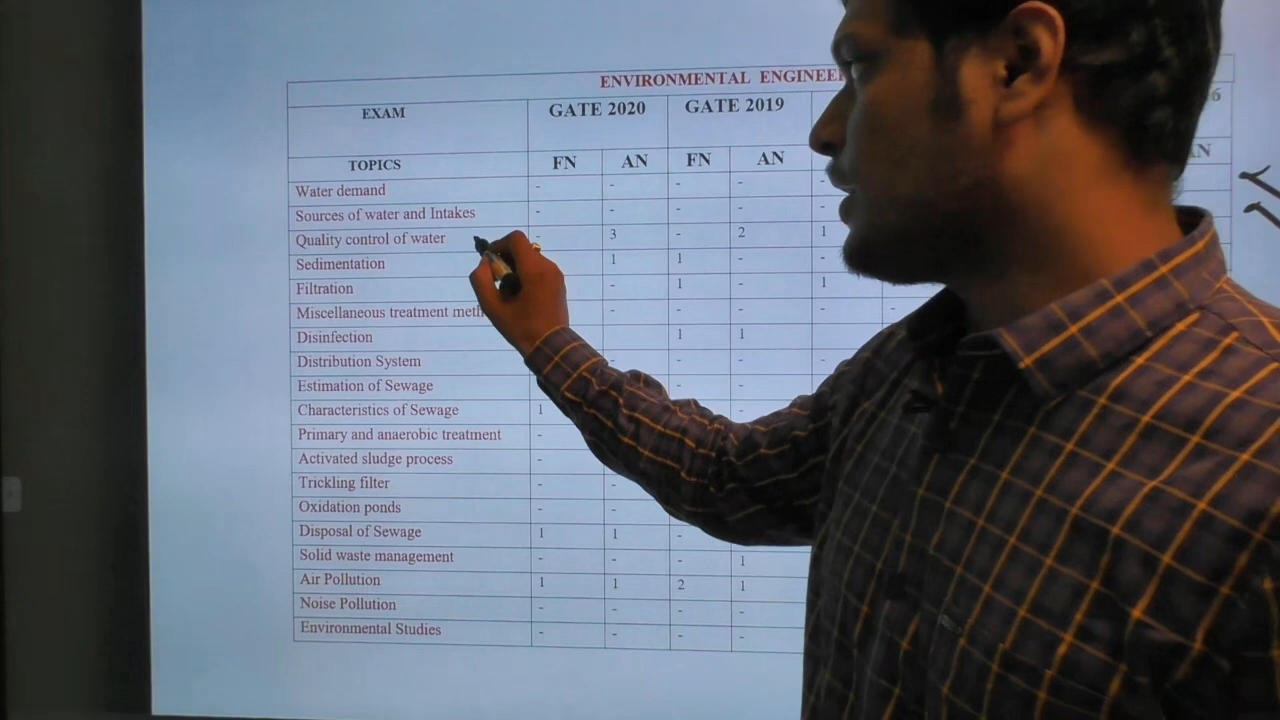 ENVIRONMENTAL ENGINEE
EXAM GATE 2020 GATE 2019 6
TOPICS FN AN FN AN AN
Water demand - - - - -
Sources of water and Intakes - - - - -
Quality control of water - 3 - 2 1
Sedimentation 1 1 - - -
Filtration - 1 - 1
Miscellaneous treatment -
Disinfection 1 1
Distribution System - - - -
Estimation of Sewage -
Characteristics of Sewage 1 -
Primary and anaerobic treatment -
Activated sludge process - -
Trickling filter - -
Oxidation ponds - -
Disposal of Sewage 1 1 -
Solid waste management - - - 1
Air Pollution 1 1 2 1
Noise Pollution - - - -
Environmental Studies - - - -